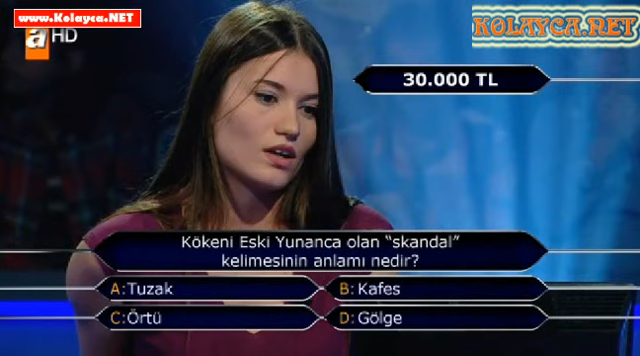 www.Kolayca.NET
KOLAYCA.NET
a HD
30.000 TL
Kökeni Eski Yunanca olan “skandal”
kelimesinin anlamı nedir?
A:Tuzak
B:Kafes
C:Örtü
D:Gölge